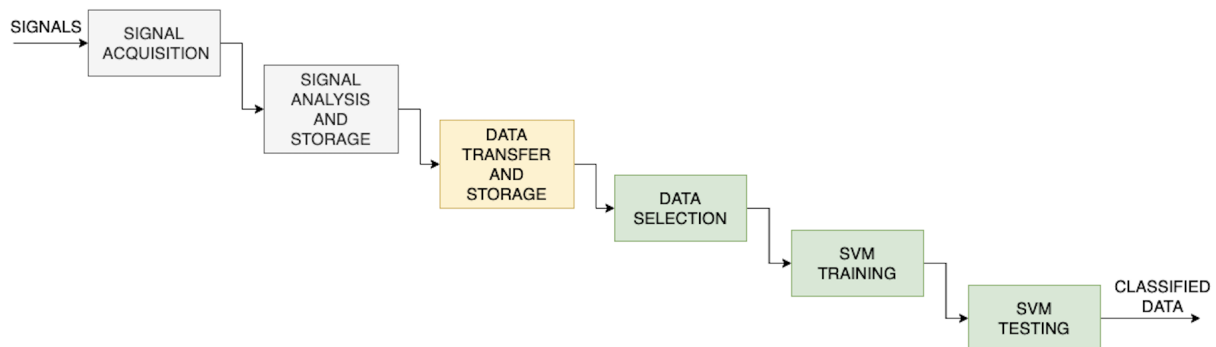 SIGNALS
SIGNAL
ACQUISITION
SIGNAL
ANALYSIS
AND
STORAGE
DATA
TRANSFER
AND
STORAGE
DATA
SELECTION
SVM
TRAINING
SVM
TESTING
CLASSIFIED
DATA